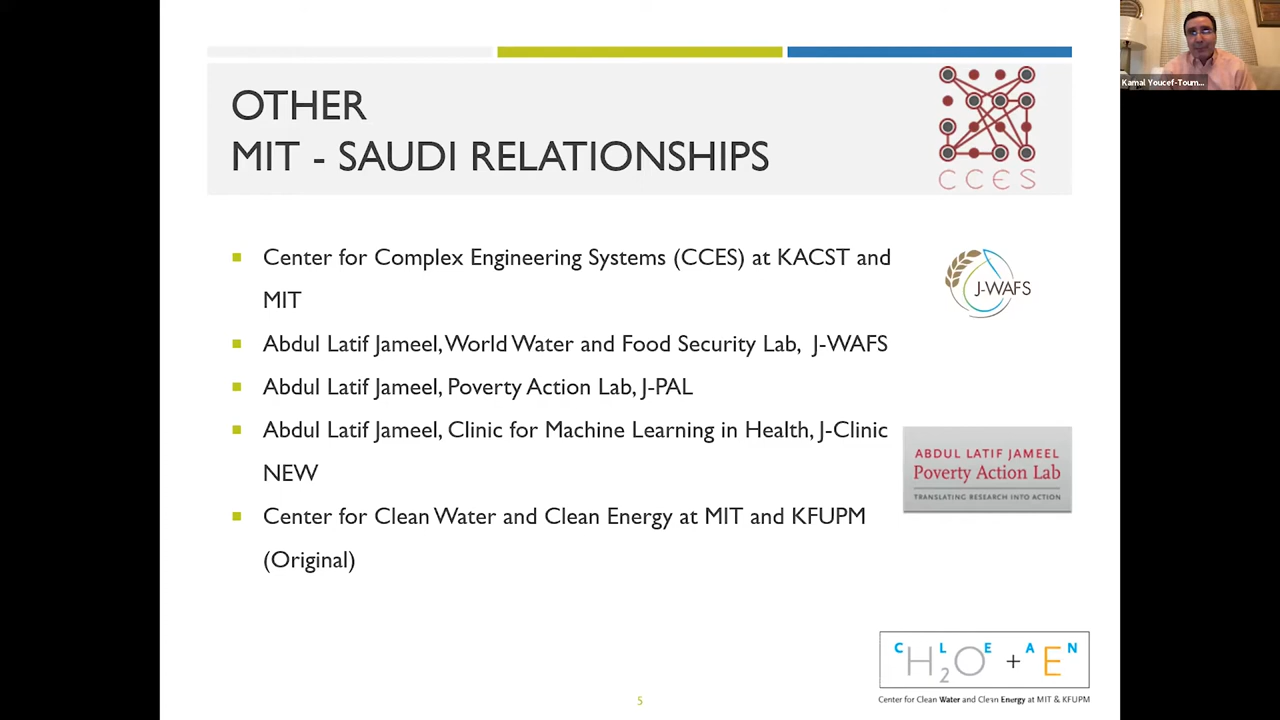 OTHER
MIT - SAUDI RELATIONSHIPS
CCES
Kamal Youcef-Toum...
Center for Complex Engineering Systems (CCES) at KACST and
MIT
J-WAFS
Abdul Latif Jameel, World Water and Food Security Lab, J-WAFS
Abdul Latif Jameel, Poverty Action Lab, J-PAL
Abdul Latif Jameel, Clinic for Machine Learning in Health, J-Clinic
NEW
ABDUL LATIF JAMEEL
Poverty Action Lab
TRANSLATING RESEARCH INTO ACTION
Center for Clean Water and Clean Energy at MIT and KFUPM
(Original)
C L E A N
H2O + E
Center for Clean Water and Clean Energy at MIT & KFUPM
5